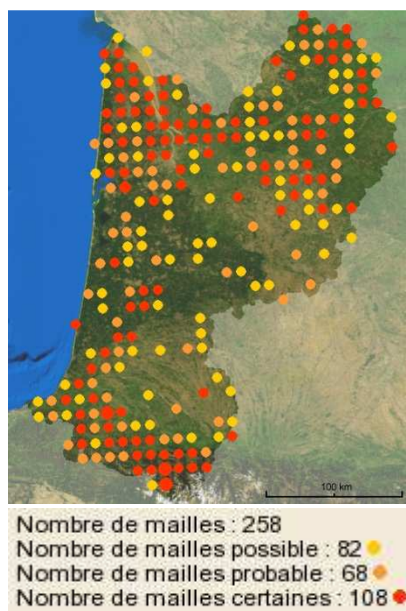 100 km
Nombre de mailles : 258
Nombre de mailles possible : 82
Nombre de mailles probable : 68
Nombre de mailles certaines : 108